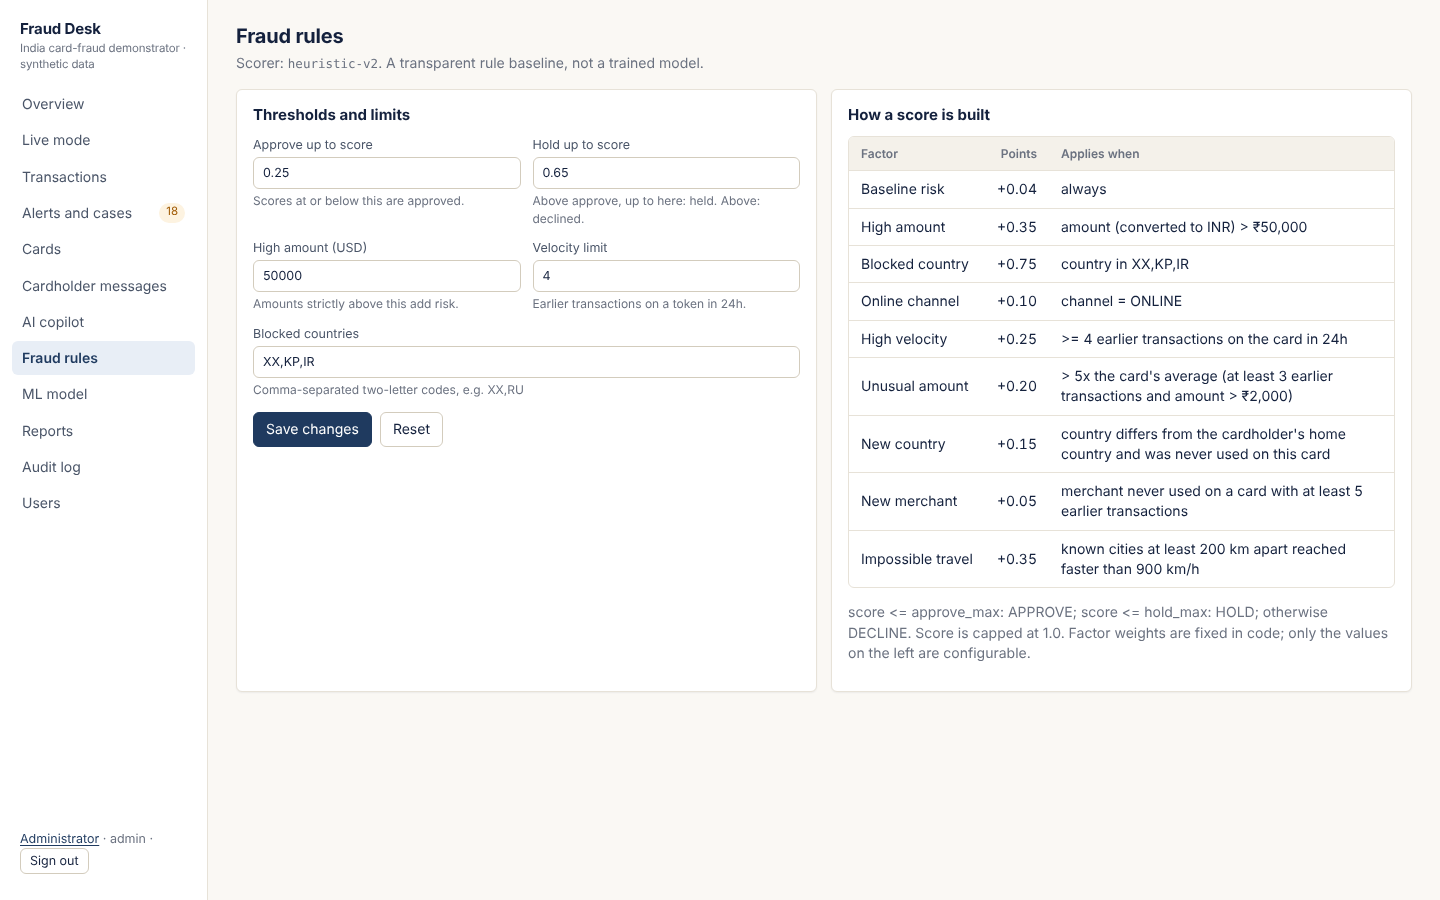 Fraud Desk
India card-fraud demonstrator ·
synthetic data
Overview
Live mode
Transactions
Alerts and cases 18
Cards
Cardholder messages
AI copilot
Fraud rules
ML model
Reports
Audit log
Users
Administrator · admin ·
Sign out
Fraud rules
Scorer: heuristic-v2. A transparent rule baseline, not a trained model.
Thresholds and limits
Approve up to score
0.25
Scores at or below this are approved.
Hold up to score
0.65
Above approve, up to here: held. Above:
declined.
High amount (USD)
50000
Amounts strictly above this add risk.
Velocity limit
4
Earlier transactions on a token in 24h.
Blocked countries
XX,KP,IR
Comma-separated two-letter codes, e.g. XX,RU
Save changes Reset
How a score is built
Factor Points Applies when
Baseline risk +0.04 always
High amount +0.35 amount (converted to INR) > ₹50,000
Blocked country +0.75 country in XX,KP,IR
Online channel +0.10 channel = ONLINE
High velocity +0.25 >= 4 earlier transactions on the card in 24h
Unusual amount +0.20 > 5x the card's average (at least 3 earlier
transactions and amount > ₹2,000)
New country +0.15 country differs from the cardholder's home
country and was never used on this card
New merchant +0.05 merchant never used on a card with at least 5
earlier transactions
Impossible travel +0.35 known cities at least 200 km apart reached
faster than 900 km/h
score <= approve_max: APPROVE; score <= hold_max: HOLD; otherwise
DECLINE. Score is capped at 1.0. Factor weights are fixed in code; only the values
on the left are configurable.